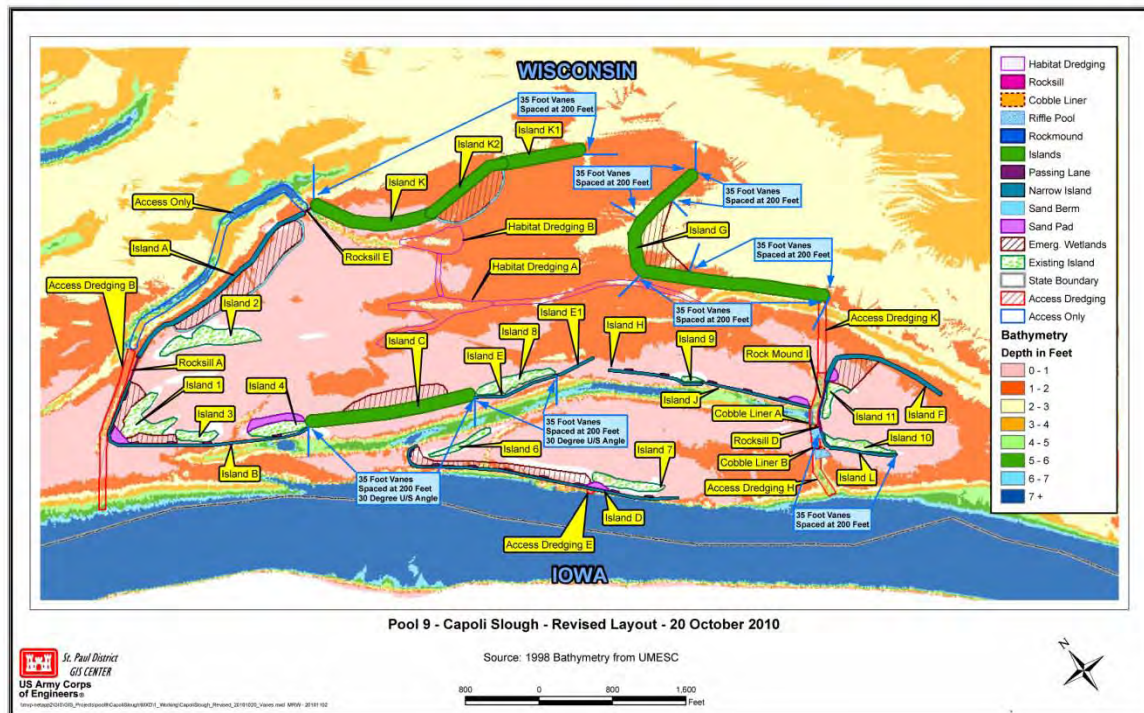 WISCONSIN
35 Foot Vanes
Spaced at 200 Feet
Island K1
Island K2
Island K
35 Foot Vanes
Spaced at 200 Feet
35 Foot Vanes
Spaced at 200 Feet
Access Only
Island A
Rocksill E
Habitat Dredging B
Island G
35 Foot Vanes
Spaced at 200 Feet
Habitat Dredging A
Access Dredging B
Island 2
35 Foot Vanes
Spaced at 200 Feet
Access Dredging K
Island E1
Island 8
Island H
Island E
Island 9
Island C
Rock Mound I
Rocksill A
Island 1
Island 4
Island J
Island 3
Cobble Liner A
Island 11
Island F
35 Foot Vanes
Spaced at 200 Feet
30 Degree U/S Angle
Rocksill D
Island 10
Island B
Island 6
Island 7
Cobble Liner B
Island L
35 Foot Vanes
Spaced at 200 Feet
30 Degree U/S Angle
Access Dredging H
Island D
35 Foot Vanes
Spaced at 200 Feet
Access Dredging E
IOWA
Habitat Dredging
Rocksill
Cobble Liner
Riffle Pool
Rockmound
Islands
Passing Lane
Narrow Island
Sand Berm
Sand Pad
Emerg. Wetlands
Existing Island
State Boundary
Access Dredging
Access Only
Bathymetry
Depth in Feet
0 - 1
1 - 2
2 - 3
3 - 4
4 - 5
5 - 6
6 - 7
7 +
Pool 9 - Capoli Slough - Revised Layout - 20 October 2010
Source: 1998 Bathymetry from UMESC
St. Paul District
GIS CENTER
US Army Corps
of Engineers®
800 0 800 1,600
Feet
N